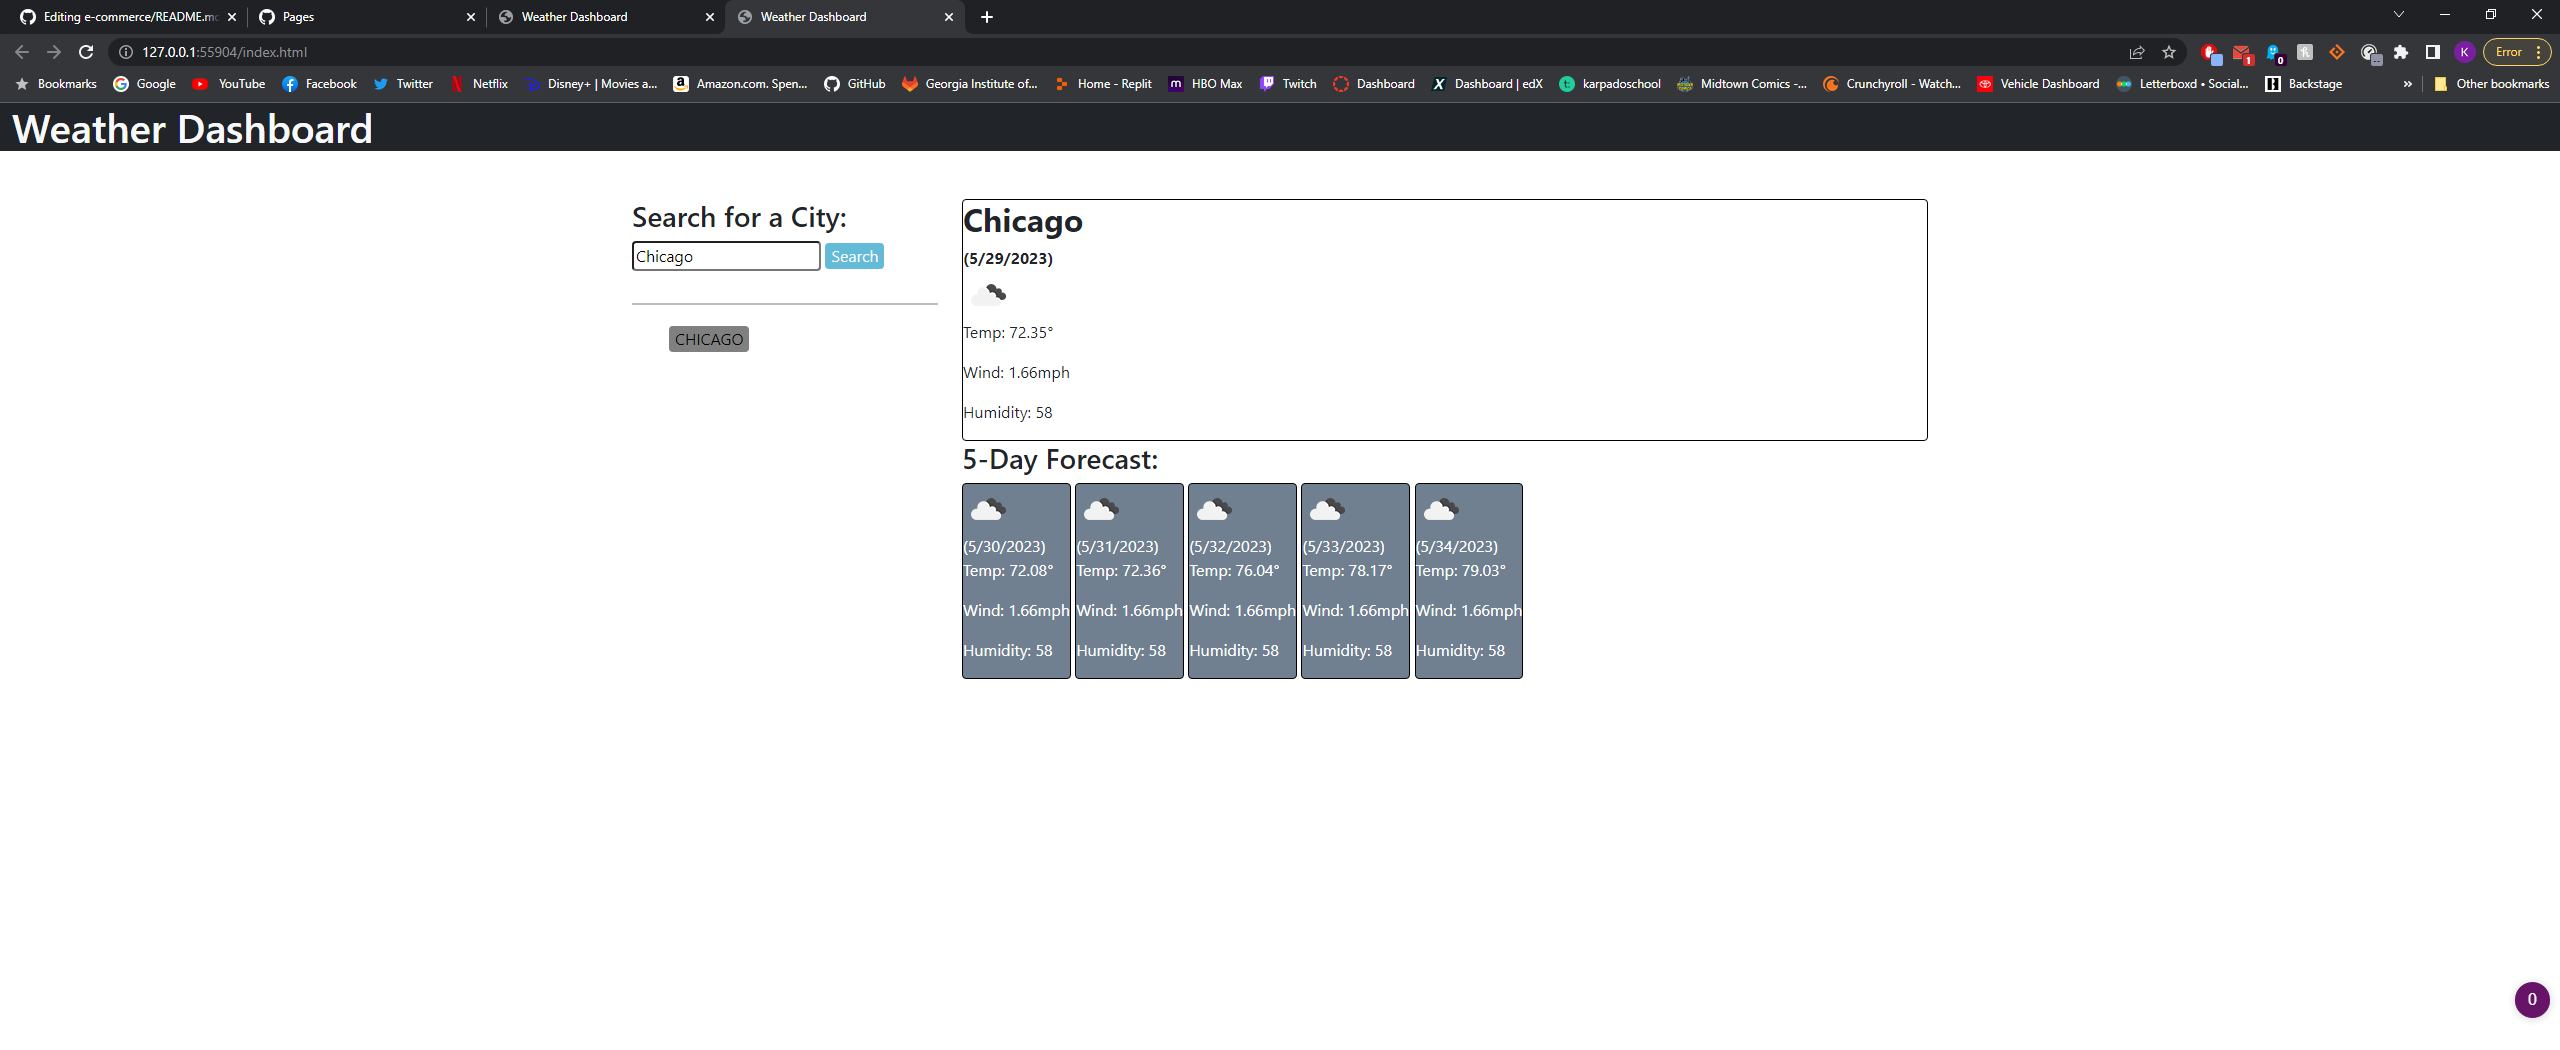 Editing e-commerce/README.m
Pages
Weather Dashboard
Weather Dashboard
127.0.0.1:55904/index.html
1
0
K
Error
Bookmarks
Google
YouTube
Facebook
Twitter
Netflix
Disney+ | Movies a...
Amazon.com. Spen...
GitHub
Georgia Institute of...
Home - Replit
m
HBO Max
Twitch
Dashboard
X
Dashboard | edX
t
karpadoschool
Midtown Comics -...
Crunchyroll - Watch...
Vehicle Dashboard
Letterboxd • Social...
Backstage
»
Other bookmarks
Weather Dashboard
Search for a City:
Chicago
Search
CHICAGO
Chicago
(5/29/2023)
Temp: 72.35°
Wind: 1.66mph
Humidity: 58
5-Day Forecast:
(5/30/2023)
Temp: 72.08°
Wind: 1.66mph
Humidity: 58
(5/31/2023)
Temp: 72.36°
Wind: 1.66mph
Humidity: 58
(5/32/2023)
Temp: 76.04°
Wind: 1.66mph
Humidity: 58
(5/33/2023)
Temp: 78.17°
Wind: 1.66mph
Humidity: 58
(5/34/2023)
Temp: 79.03°
Wind: 1.66mph
Humidity: 58
0